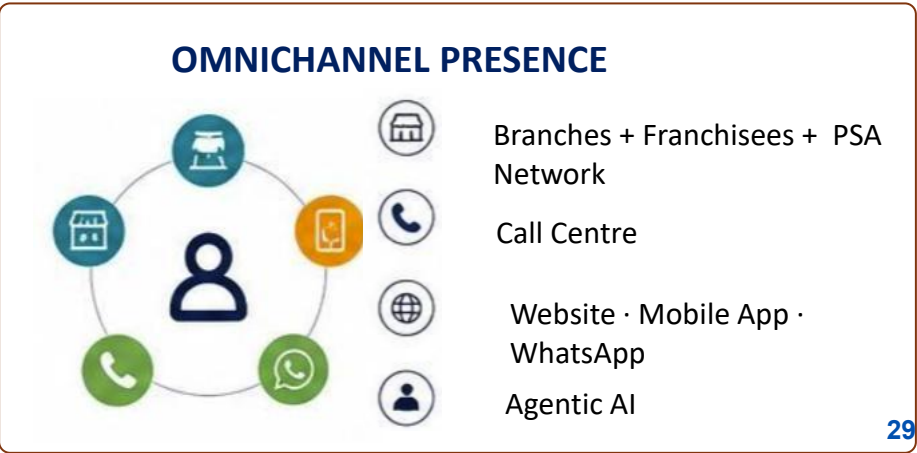 OMNICHANNEL PRESENCE
Branches + Franchisees + PSA
Network
Call Centre
Website · Mobile App ·
WhatsApp
Agentic AI
29